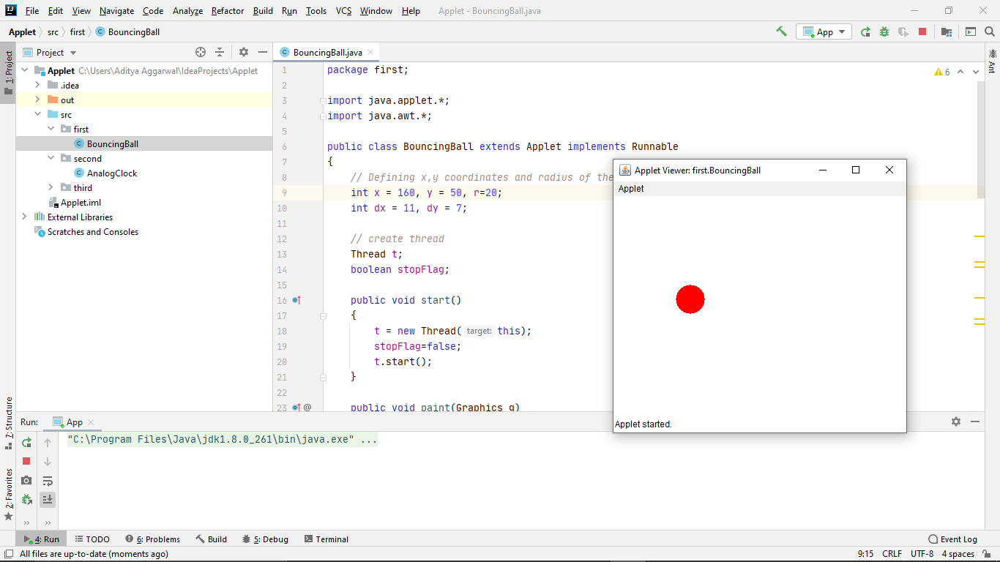 File Edit View Navigate Code Analyze Refactor Build Run Tools VCS Window Help Applet - BouncingBall.java
Applet src first BouncingBall App
1: Project
Project
BouncingBall.java
Applet C:\Users\Aditya Aggarwal\IdeaProjects\Applet
.idea
out
src
first
BouncingBall
second
AnalogClock
third
Applet.iml
External Libraries
Scratches and Consoles
6
Ant
1 package first;
2
3 import java.applet.*;
4 import java.awt.*;
5
6 public class BouncingBall extends Applet implements Runnable
7 {
8 // Defining x,y coordinates and radius of the
9 int x = 160, y = 50, r=20;
10 int dx = 11, dy = 7;
11
12 // create thread
13 Thread t;
14 boolean stopFlag;
15
16 public void start()
17 {
18 t = new Thread( target: this);
19 stopFlag=false;
20 t.start();
21 }
22
23 @ public void paint(Graphics g)
Applet Viewer: first.BouncingBall
Applet
Applet started.
7: Structure
2: Favorites
Run: App
"C:\Program Files\Java\jdk1.8.0_261\bin\java.exe" ...
4: Run TODO 6: Problems Build 5: Debug Terminal Event Log
All files are up-to-date (moments ago) 9:15 CRLF UTF-8 4 spaces